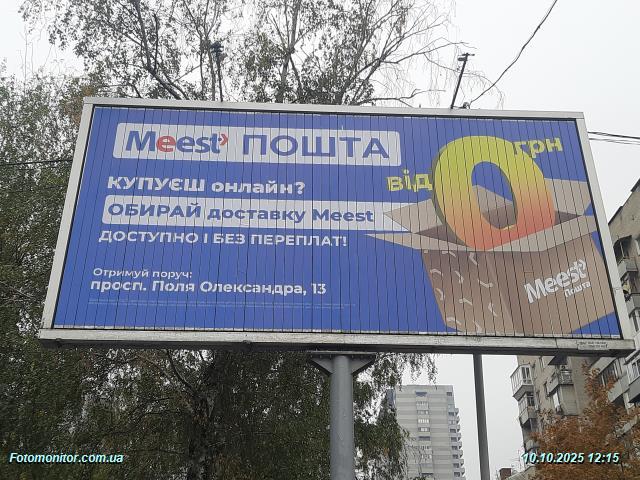 Meest ПОШТА
КУПУЄШ онлайн?
ОБИРАЙ доставку Meest
ДОСТУПНО І БЕЗ ПЕРЕПЛАТ!
Отримуй поруч:
просп. Поля Олександра, 13
від 0 грн
Meest
Пошта
Fotomonitor.com.ua
10.10.2025 12:15